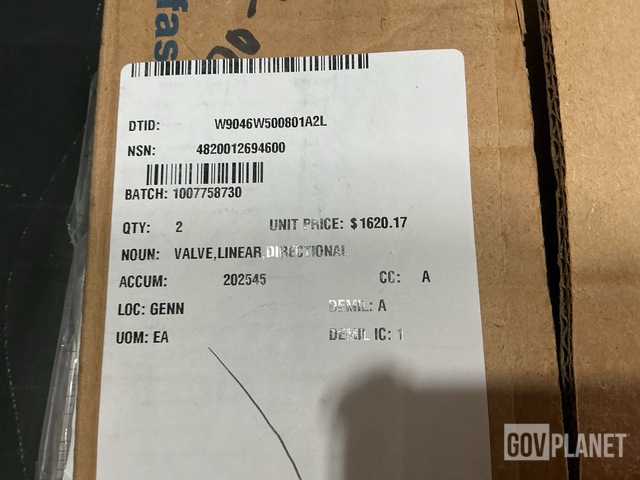 fas
DTID: W9046W500801A2L
NSN: 4820012694600
BATCH: 1007758730
QTY: 2 UNIT PRICE: $1620.17
NOUN: VALVE,LINEAR,DIRECTIONAL
ACCUM: 202545 CC: A
LOC: GENN DEMIL: A
UOM: EA DEMIL IC: 1
GOVPLANET